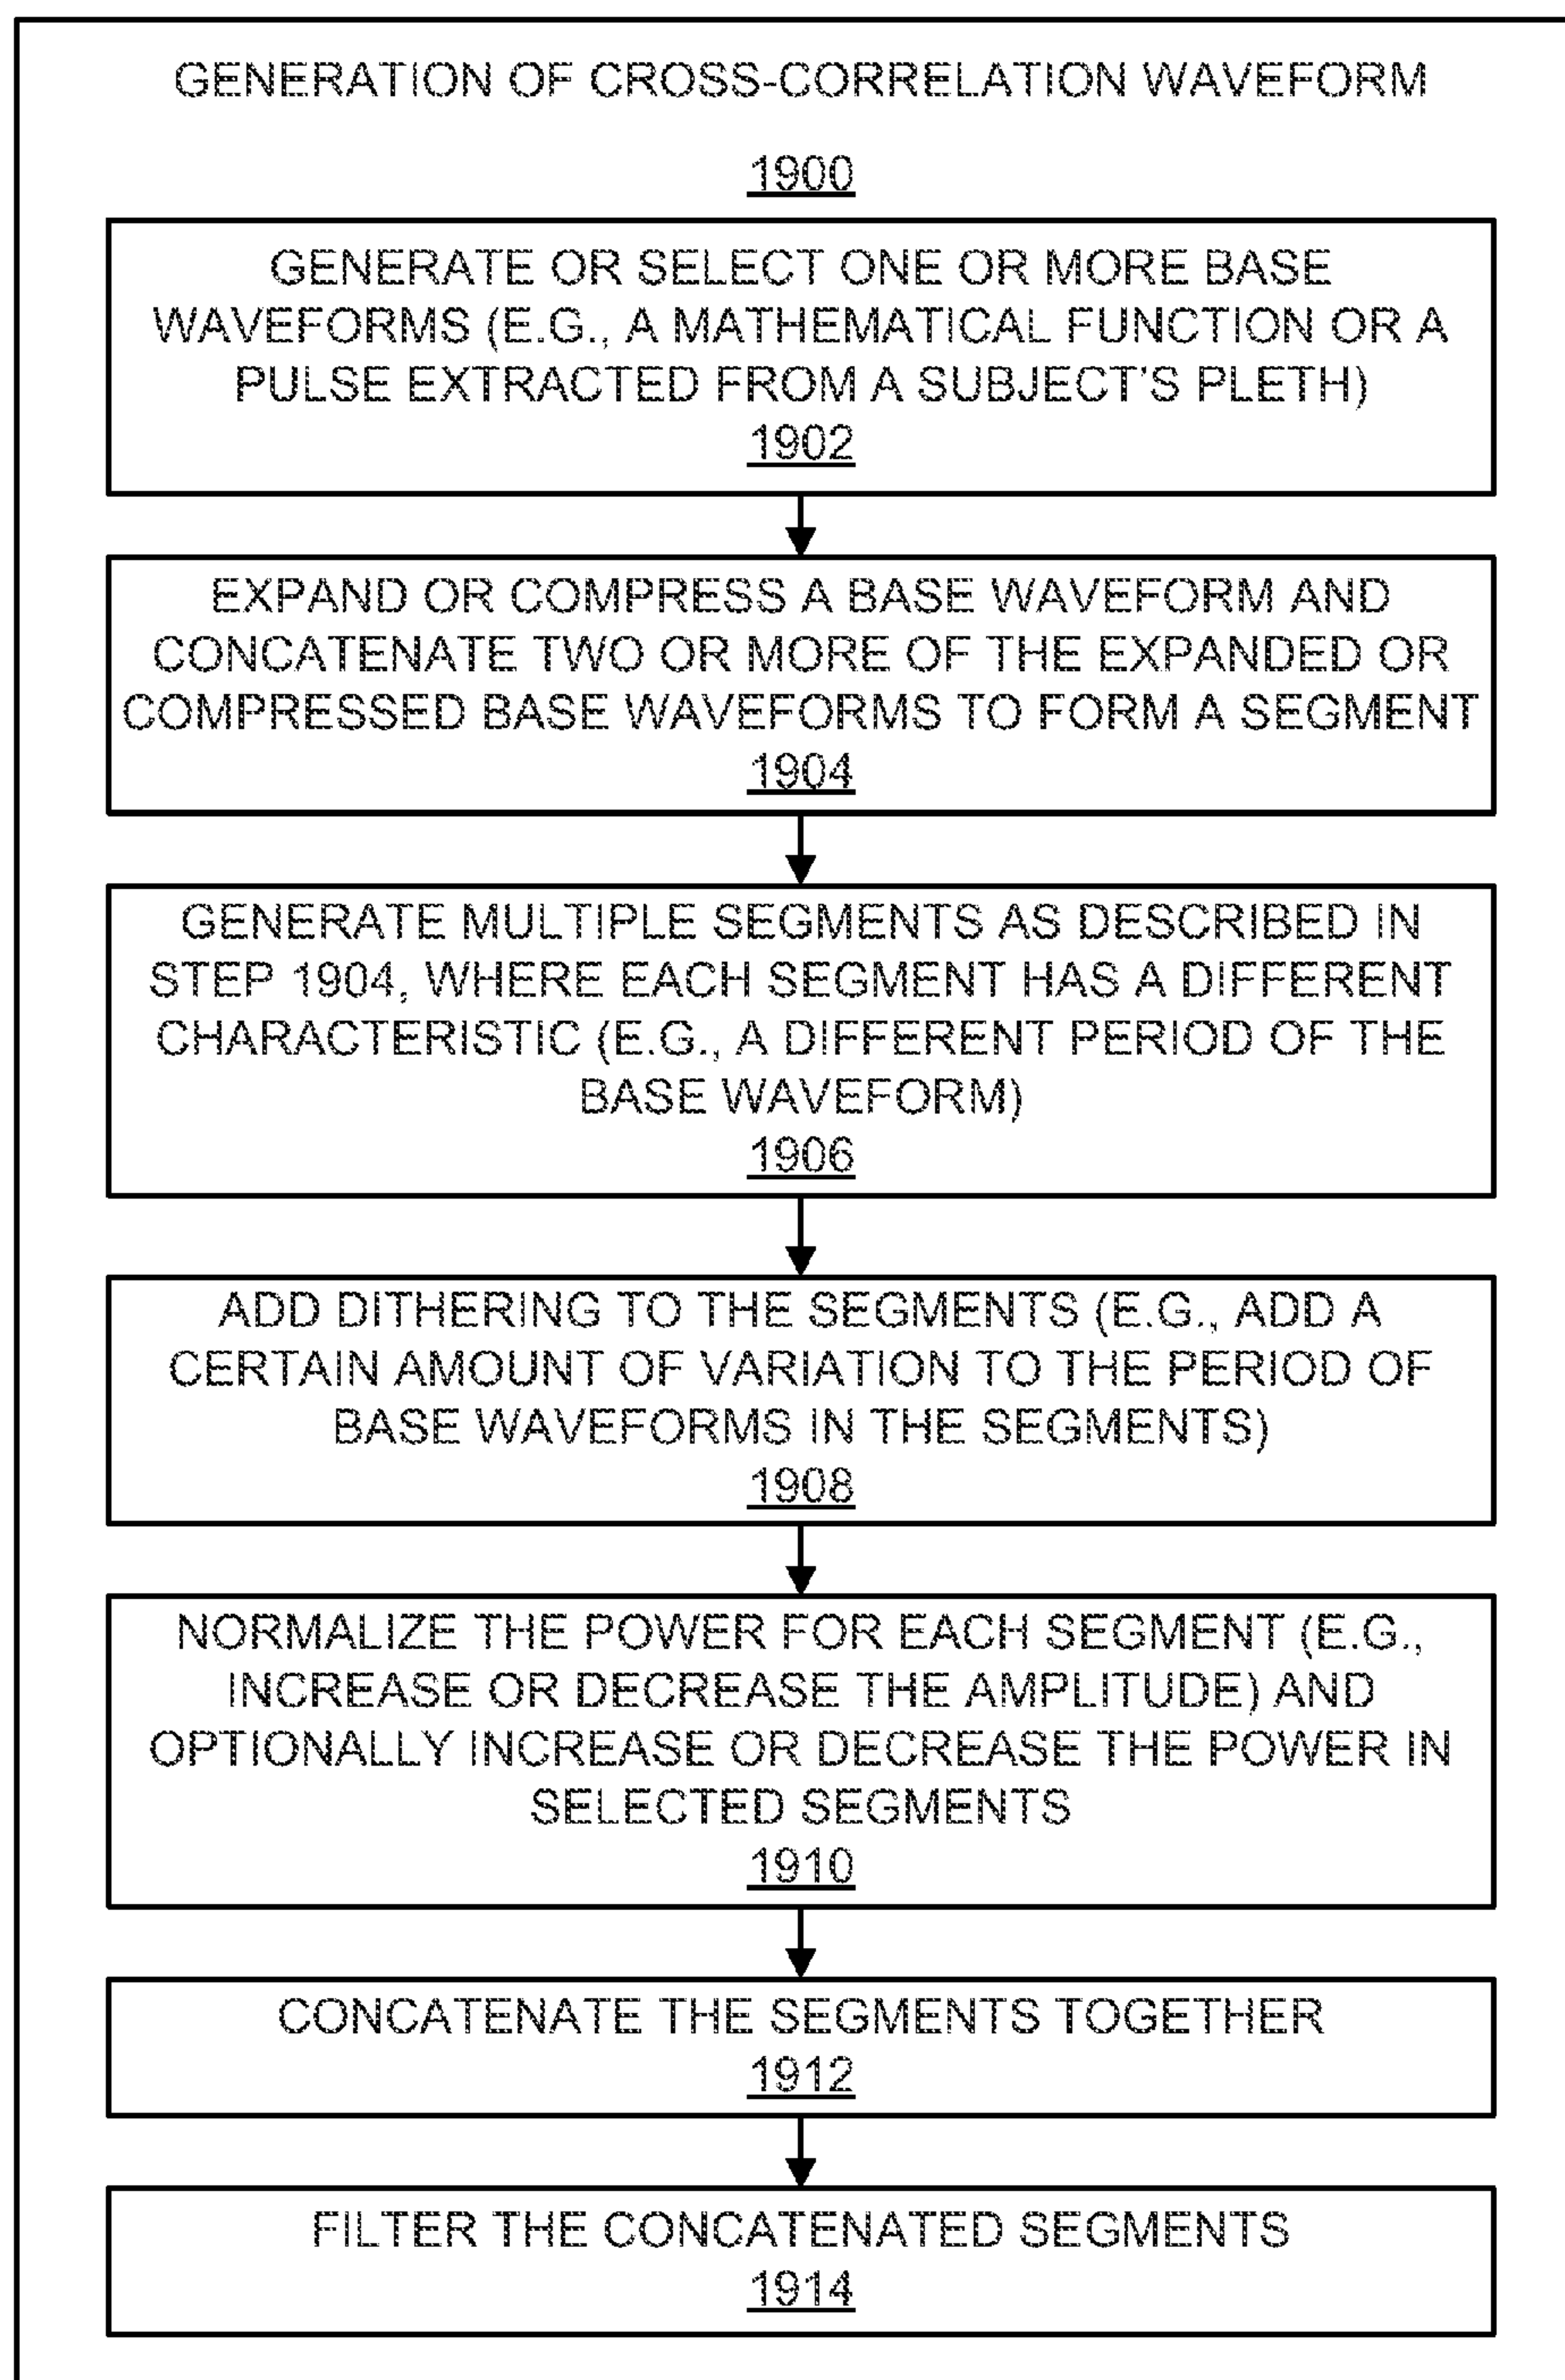 GENERATION OF CROSS-CORRELATION WAVEFORM
1900
GENERATE OR SELECT ONE OR MORE BASE
WAVEFORMS (E.G., A MATHEMATICAL FUNCTION OR A
PULSE EXTRACTED FROM A SUBJECT'S PLETH)
1902
EXPAND OR COMPRESS A BASE WAVEFORM AND
CONCATENATE TWO OR MORE OF THE EXPANDED OR
COMPRESSED BASE WAVEFORMS TO FORM A SEGMENT
1904
GENERATE MULTIPLE SEGMENTS AS DESCRIBED IN
STEP 1904, WHERE EACH SEGMENT HAS A DIFFERENT
CHARACTERISTIC (E.G., A DIFFERENT PERIOD OF THE
BASE WAVEFORM)
1906
ADD DITHERING TO THE SEGMENTS (E.G., ADD A
CERTAIN AMOUNT OF VARIATION TO THE PERIOD OF
BASE WAVEFORMS IN THE SEGMENTS)
1908
NORMALIZE THE POWER FOR EACH SEGMENT (E.G.,
INCREASE OR DECREASE THE AMPLITUDE) AND
OPTIONALLY INCREASE OR DECREASE THE POWER IN
SELECTED SEGMENTS
1910
CONCATENATE THE SEGMENTS TOGETHER
1912
FILTER THE CONCATENATED SEGMENTS
1914